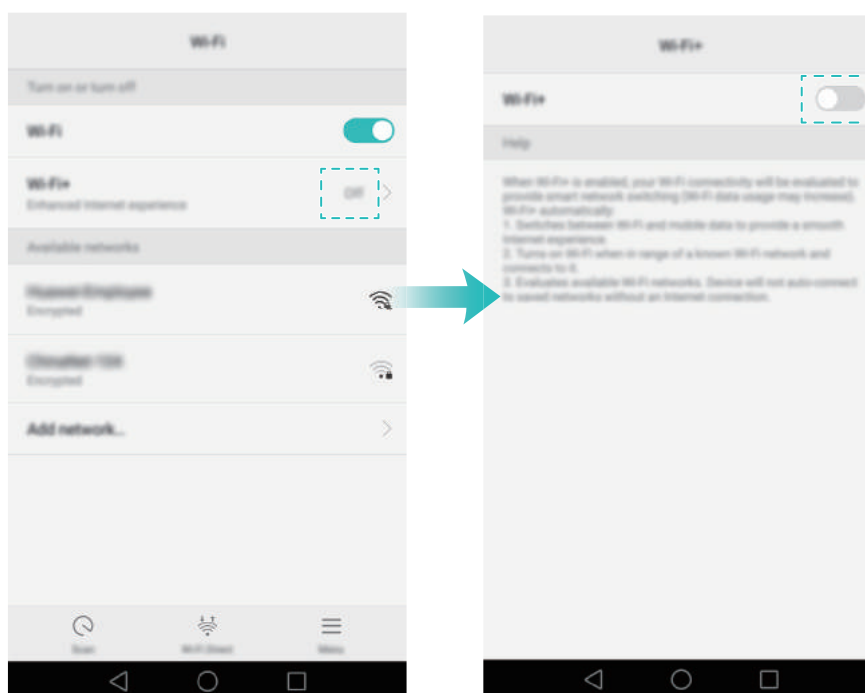 Wi-Fi
Turn on or turn off
Wi-Fi
Wi-Fi+
Off
Enhanced Internet experience
Available networks
Huawei-Employee
Encrypted
ChinaNet-
Encrypted
Add network...
Scan
Wi-Fi Direct
Menu
Wi-Fi+
Wi-Fi+
Help
When Wi-Fi+ is enabled, your Wi-Fi connectivity will be evaluated to
provide smart network switching (Wi-Fi data usage may increase).
Wi-Fi+ automatically:
1. Switches between Wi-Fi and mobile data to provide a smooth
Internet experience.
2. Turns on Wi-Fi when in range of a known Wi-Fi network and
connects to it.
3. Evaluates available Wi-Fi networks. Device will not auto-connect
to saved networks without an Internet connection.